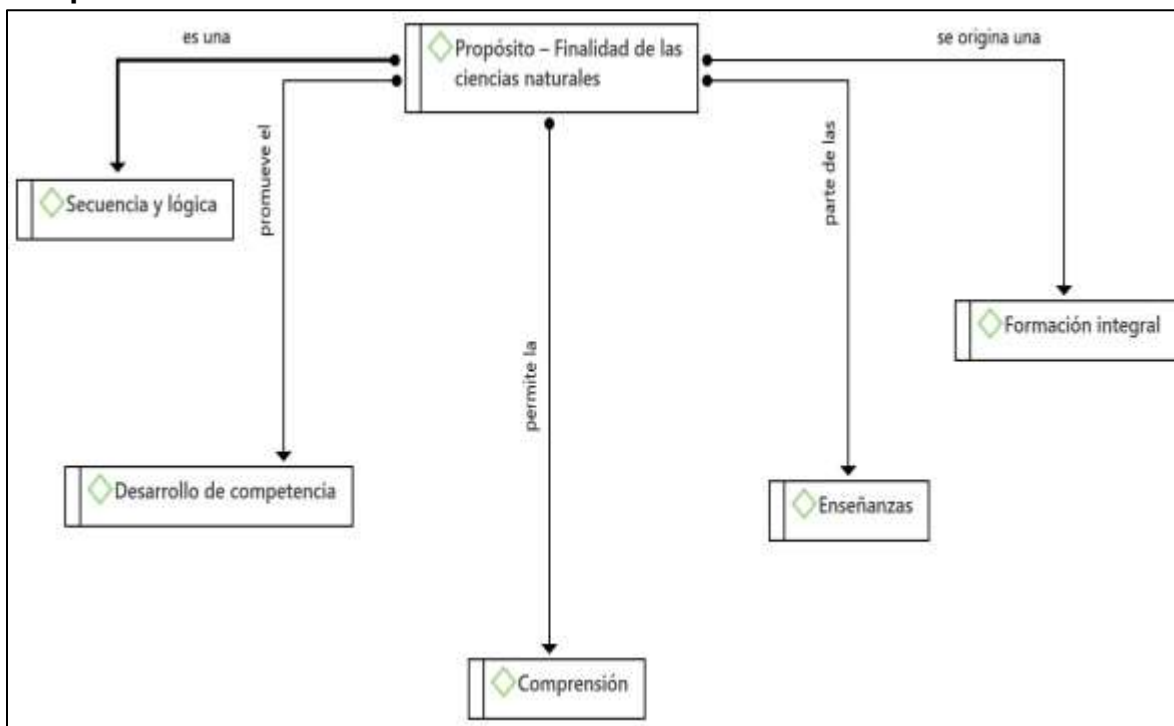 es una
Propósito – Finalidad de las
ciencias naturales
se origina una
promueve el
parte de las
Secuencia y lógica
Formación integral
permite la
Desarrollo de competencia
Enseñanzas
Comprensión